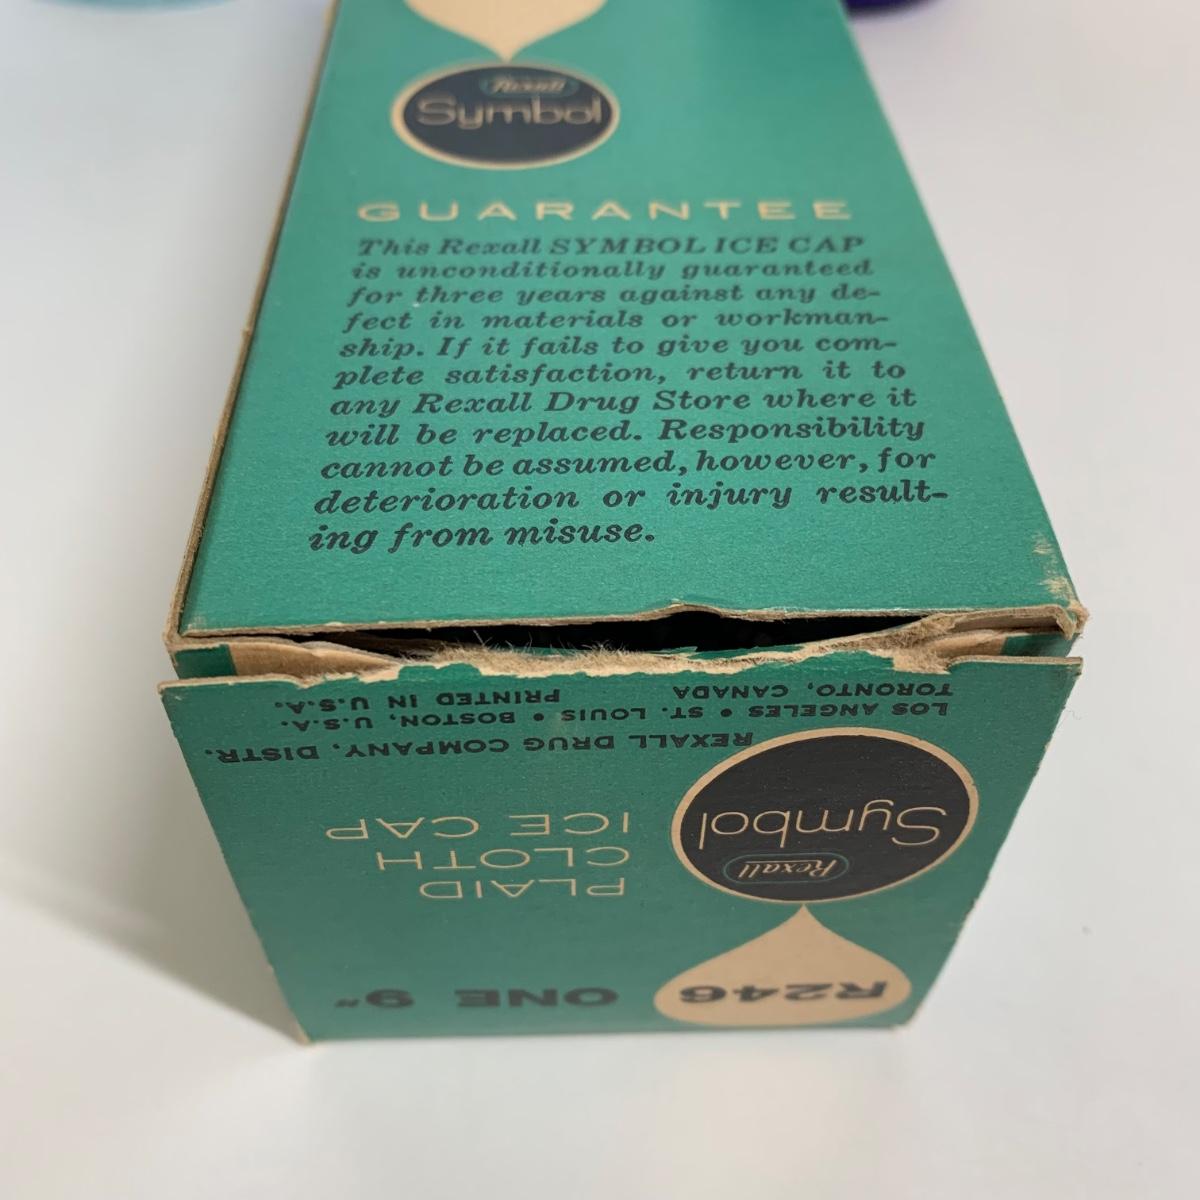 Rexall
Symbol
GUARANTEE
This Rexall SYMBOL ICE CAP
is unconditionally guaranteed
for three years against any de-
fect in materials or workman-
ship. If it fails to give you com-
plete satisfaction, return it to
any Rexall Drug Store where it
will be replaced. Responsibility
cannot be assumed, however, for
deterioration or injury result-
ing from misuse.
R246
ONE 9"
Rexall
Symbol
PLAID
CLOTH
ICE CAP
REXALL DRUG COMPANY, DISTR.
LOS ANGELES • ST. LOUIS • BOSTON, U.S.A.
TORONTO, CANADA PRINTED IN U.S.A.